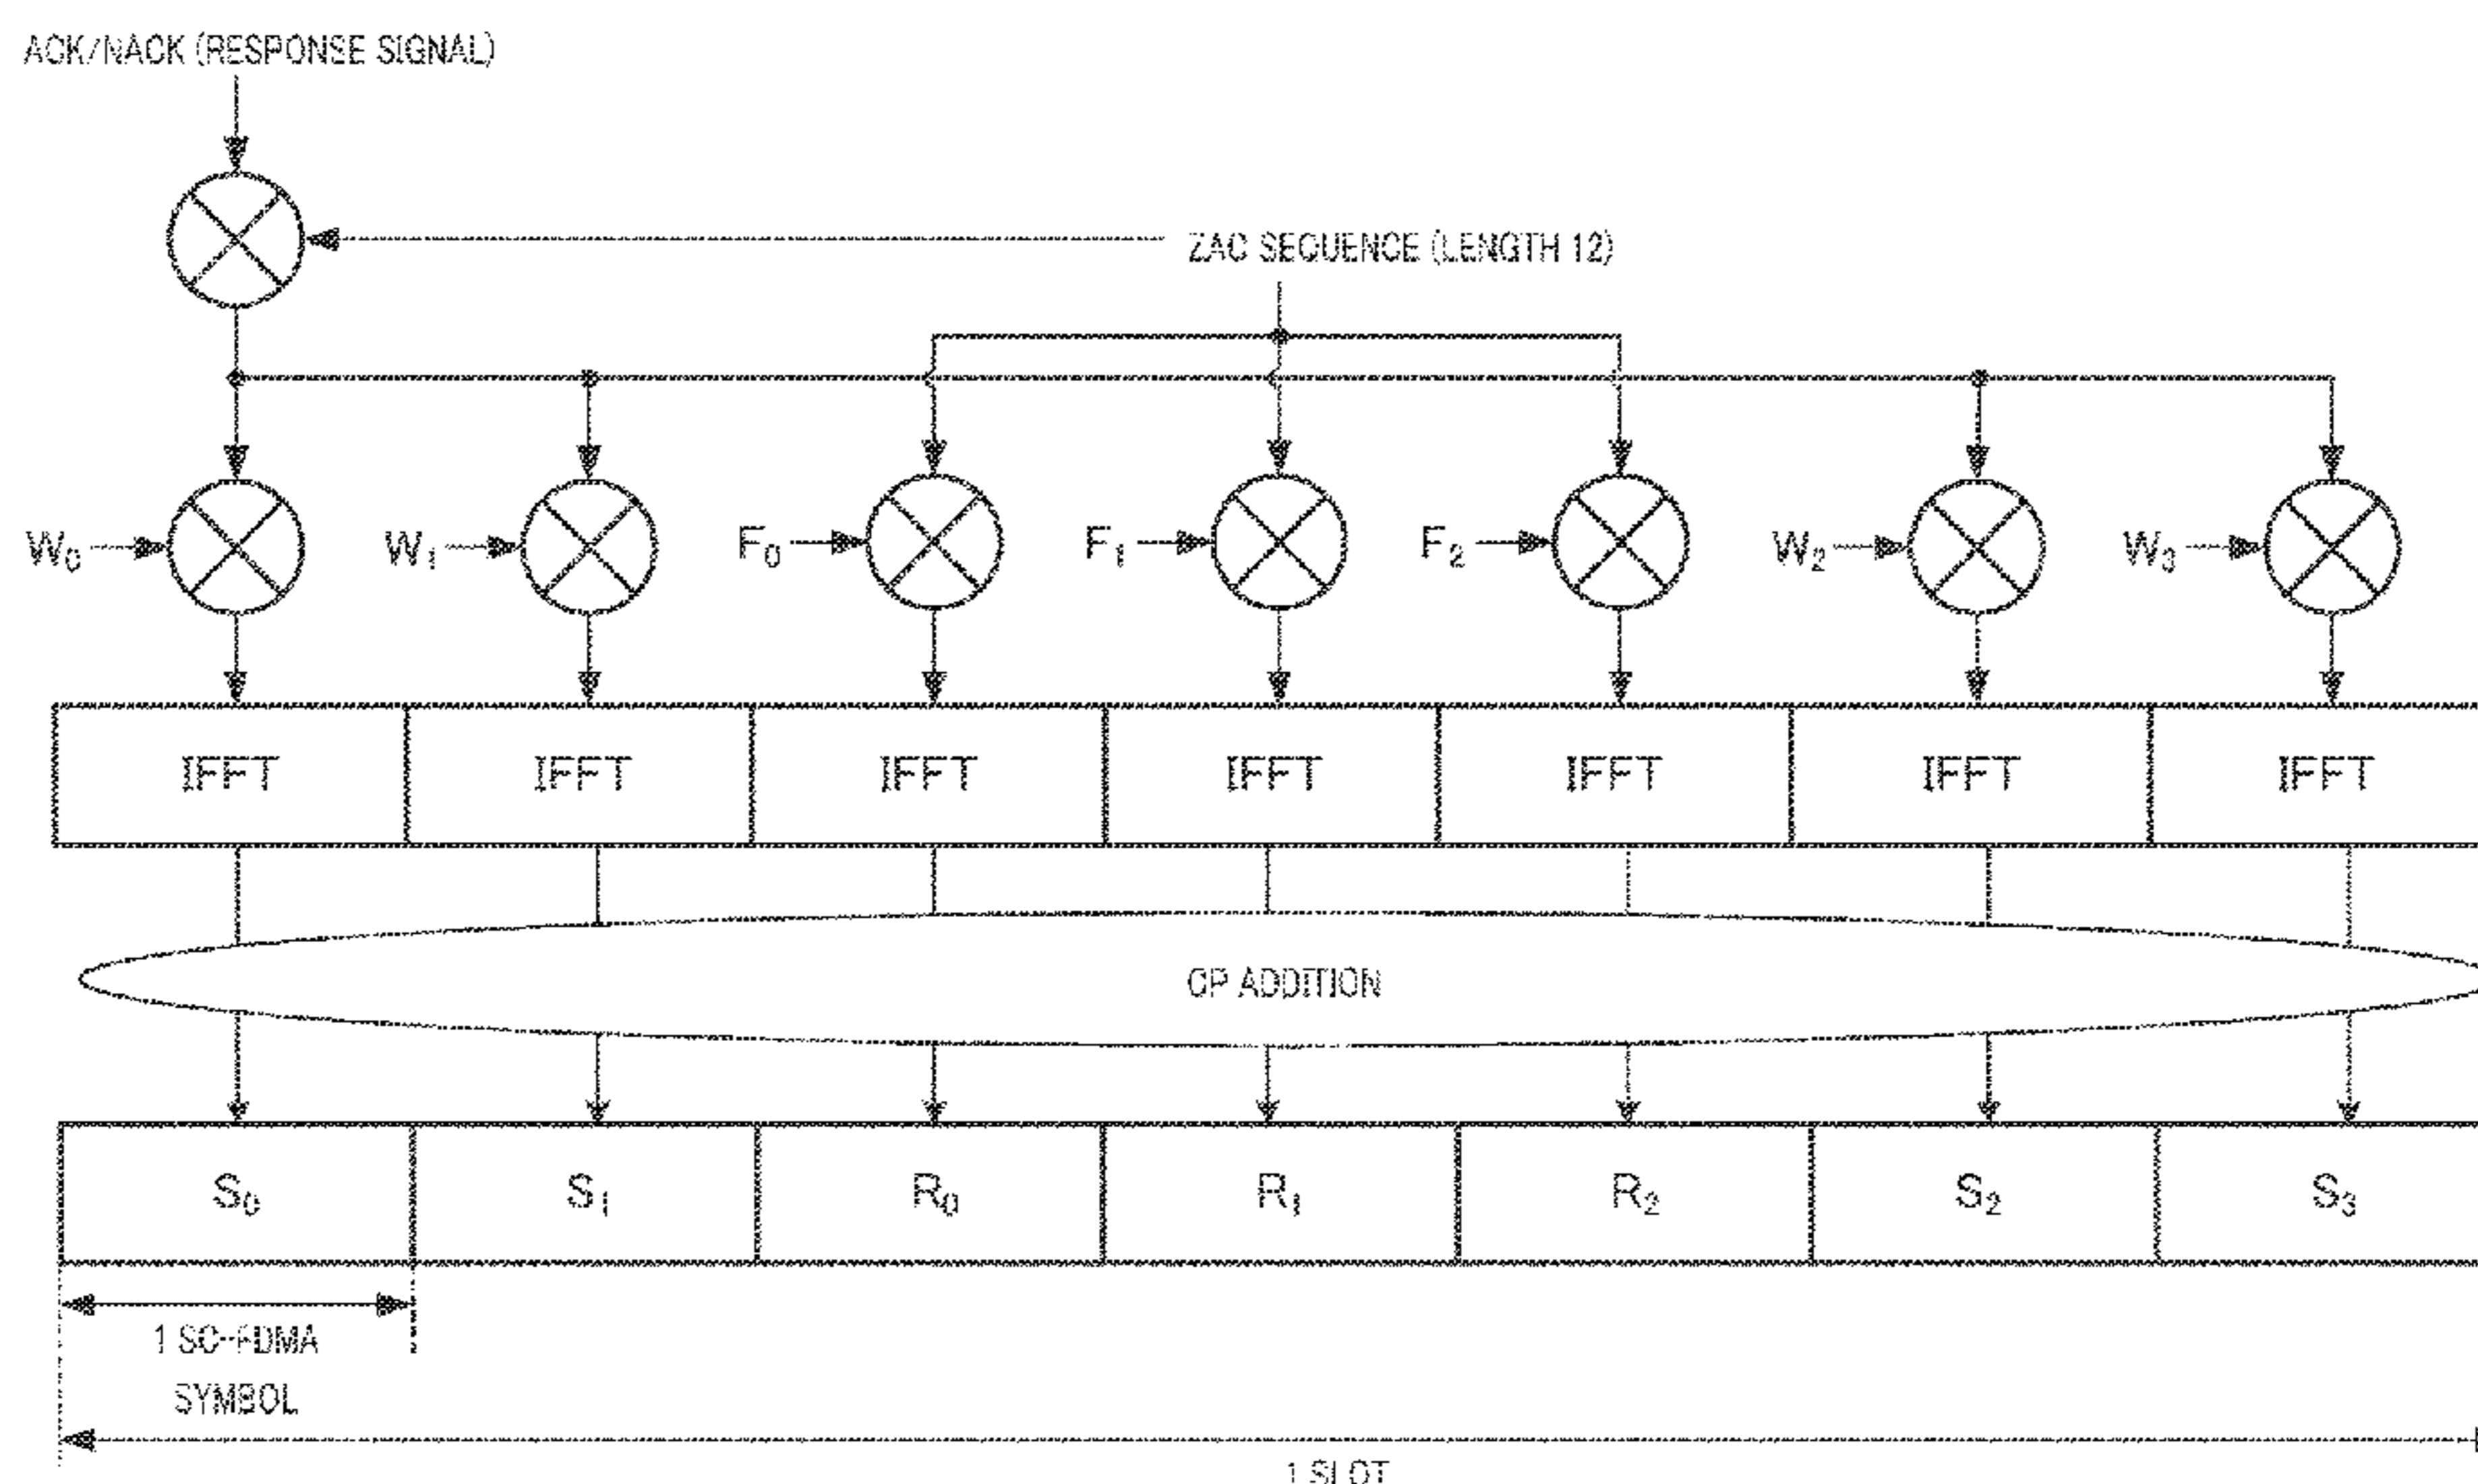 ACK/NACK (RESPONSE SIGNAL)
ZAC SEQUENCE (LENGTH 12)
W₀ W₁ F₀ F₁ F₂ W₂ W₃
IFFT IFFT IFFT IFFT IFFT IFFT IFFT
CP ADDITION
S₀ S₁ R₀ R₁ R₂ S₂ S₃
1 SC-FDMA
SYMBOL
1 SLOT